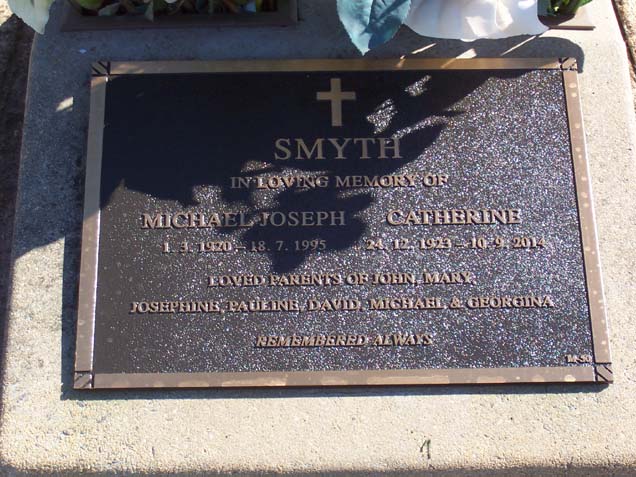 SMYTH
IN LOVING MEMORY OF
MICHAEL JOSEPH CATHERINE
1. 3. 1920 – 18. 7. 1995 24. 12. 1923 – 10. 9. 2014
LOVED PARENTS OF JOHN, MARY,
JOSEPHINE, PAULINE, DAVID, MICHAEL & GEORGINA
REMEMBERED ALWAYS